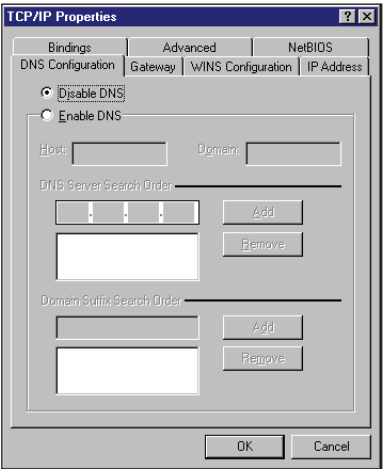 TCP/IP Properties
Bindings Advanced NetBIOS
DNS Configuration Gateway WINS Configuration IP Address
Disable DNS
Enable DNS
Host: Domain:
DNS Server Search Order
. . .
Add
Remove
Domain Suffix Search Order
Add
Remove
OK Cancel